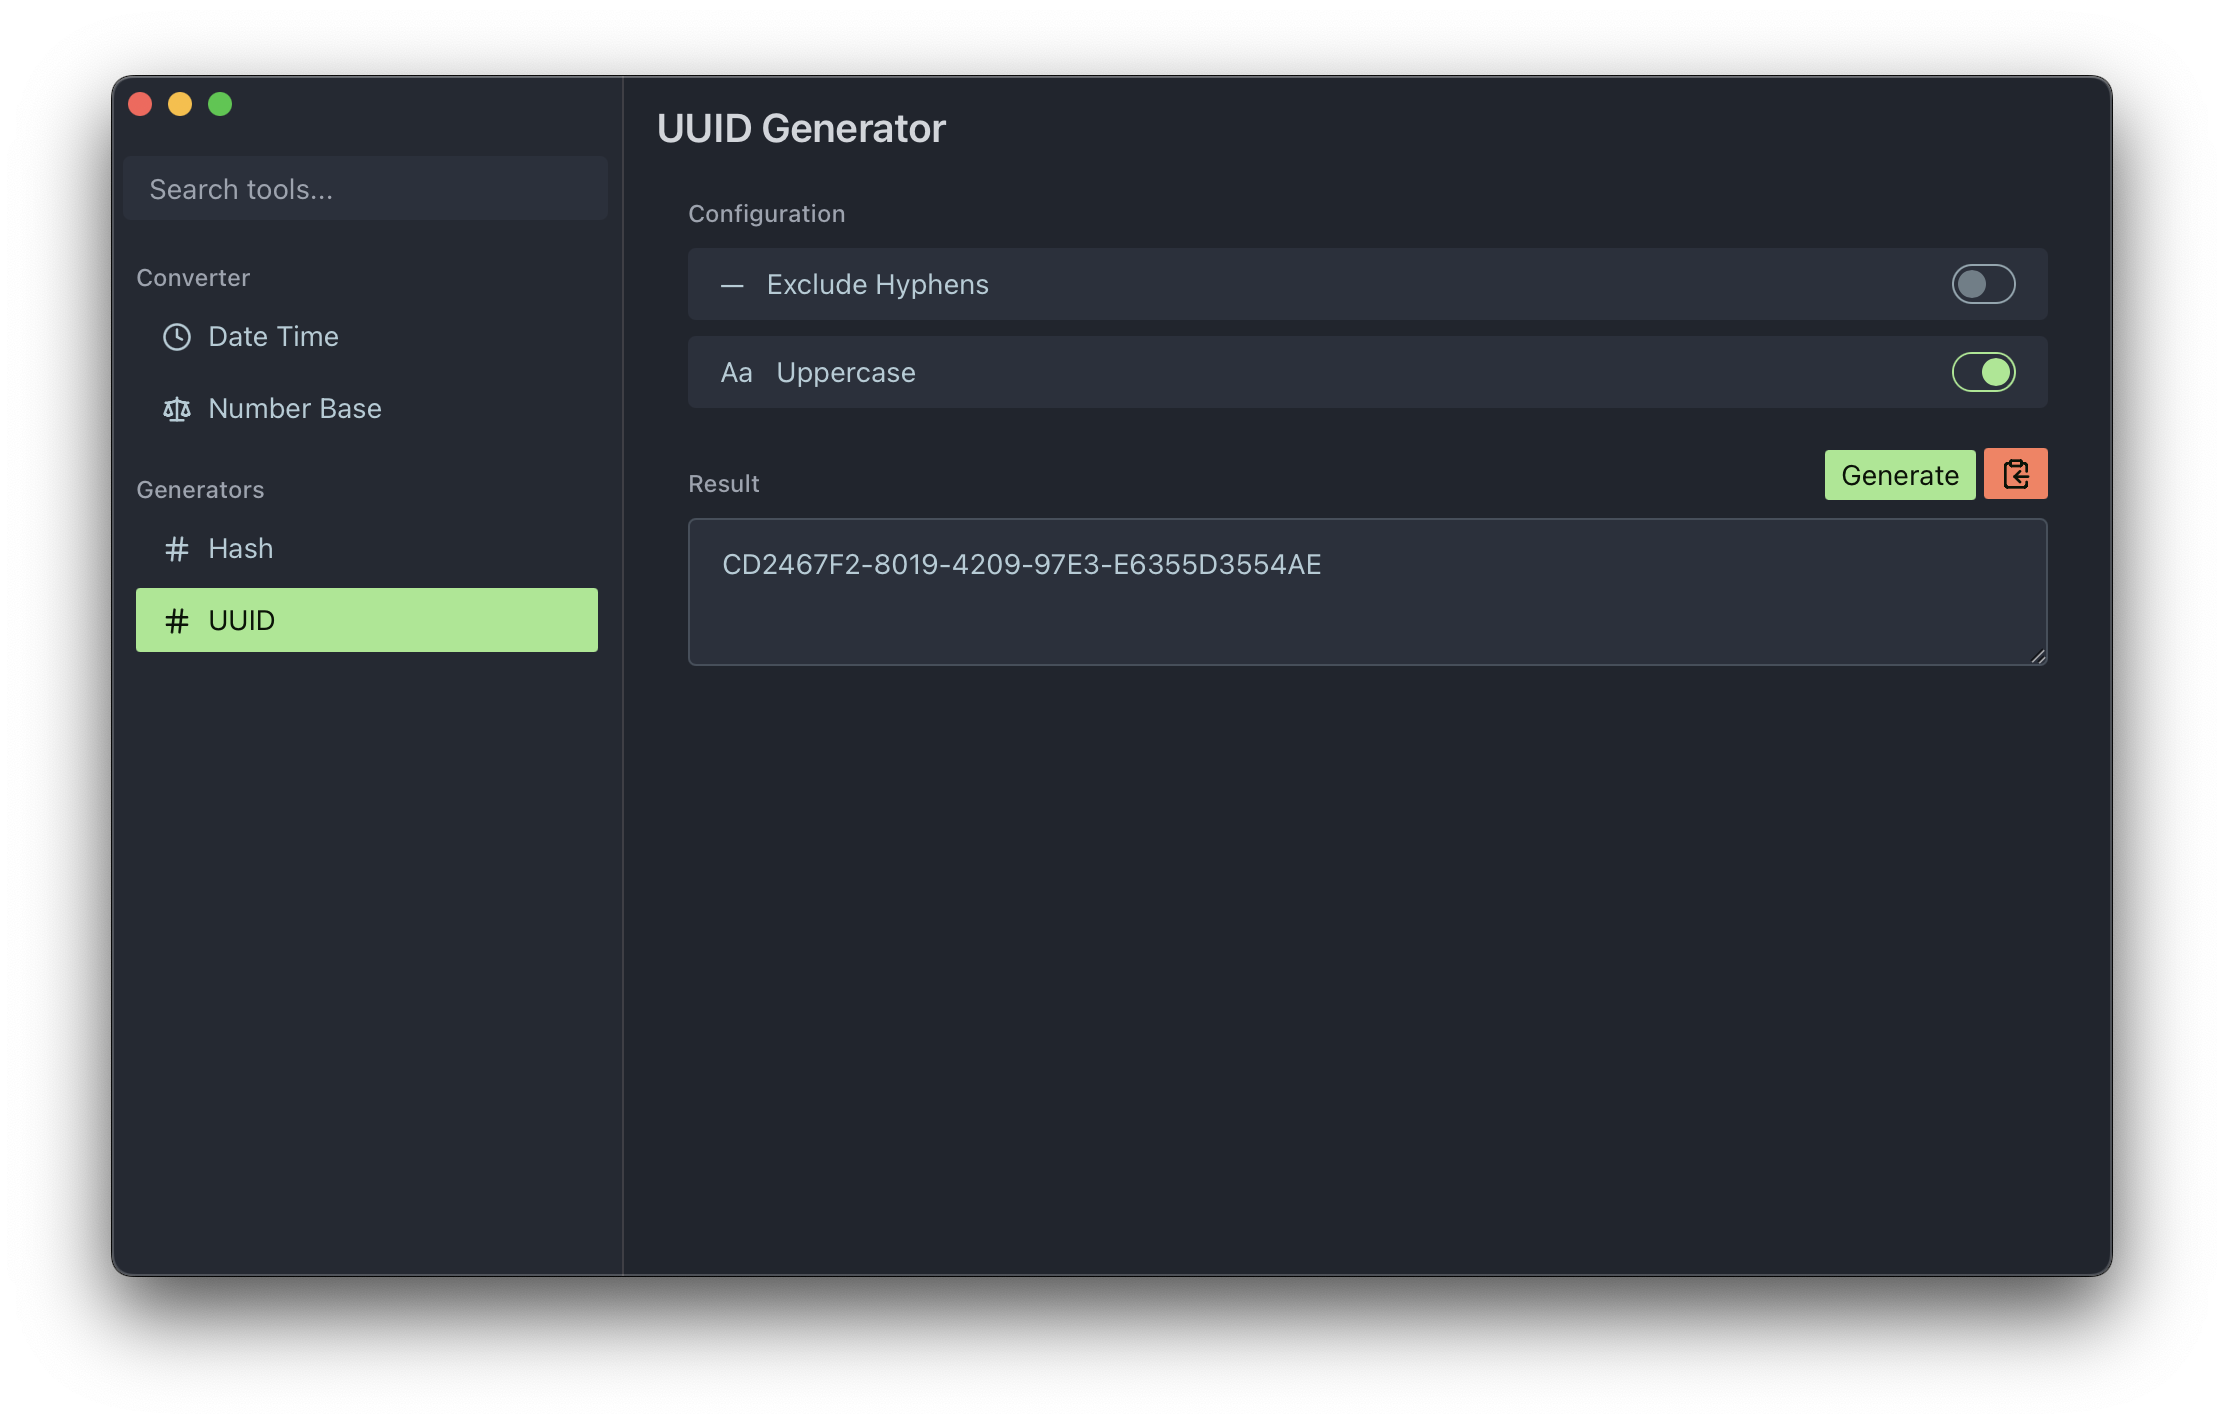 Search tools...
Converter
Date Time
Number Base
Generators
# Hash
# UUID
UUID Generator
Configuration
— Exclude Hyphens
Aa Uppercase
Result
Generate
CD2467F2-8019-4209-97E3-E6355D3554AE